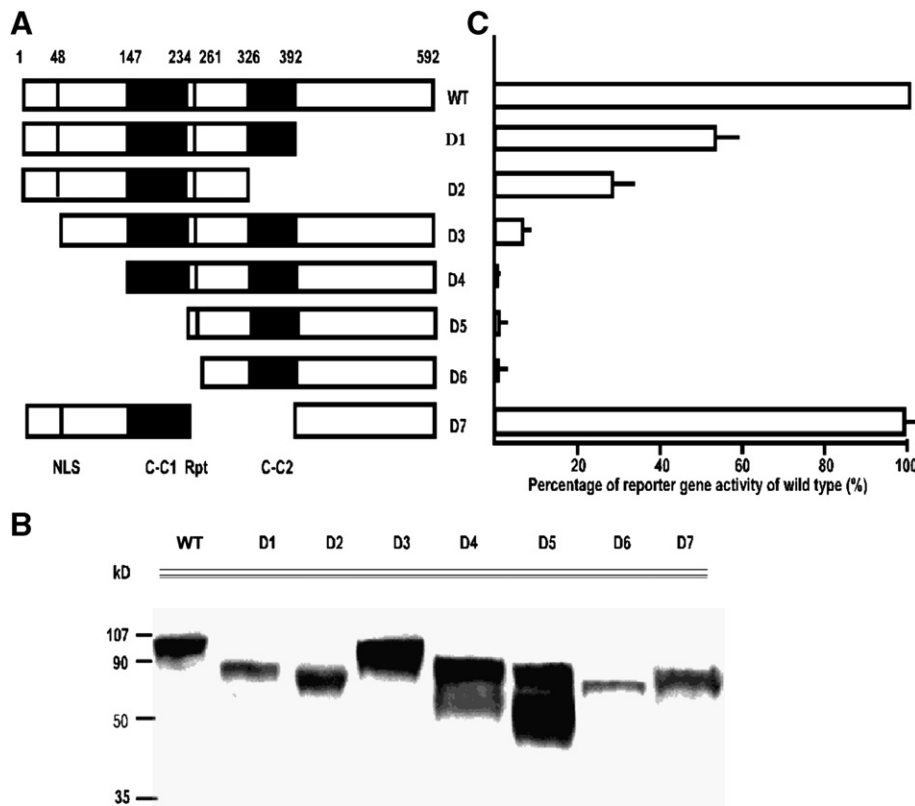 A
C
1 48 147 234 261 326 392 592
WT
D1
D2
D3
D4
D5
D6
D7
NLS C-C1 Rpt C-C2
20 40 60 80 100
Percentage of reporter gene activity of wild type (%)
B
WT D1 D2 D3 D4 D5 D6 D7
kD
107
90
50
35